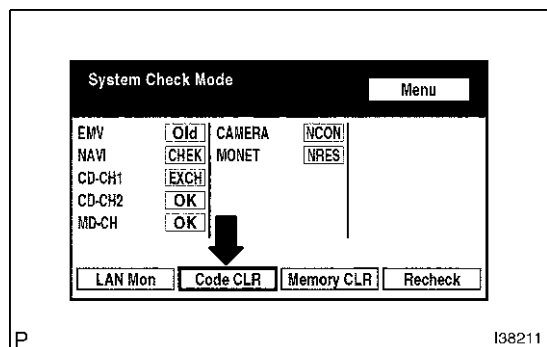 System Check Mode Menu
EMV Old CAMERA NCON
NAVI CHEK MONET NRES
CD-CH1 EXCH
CD-CH2 OK
MD-CH OK
LAN Mon Code CLR Memory CLR Recheck
P I38211